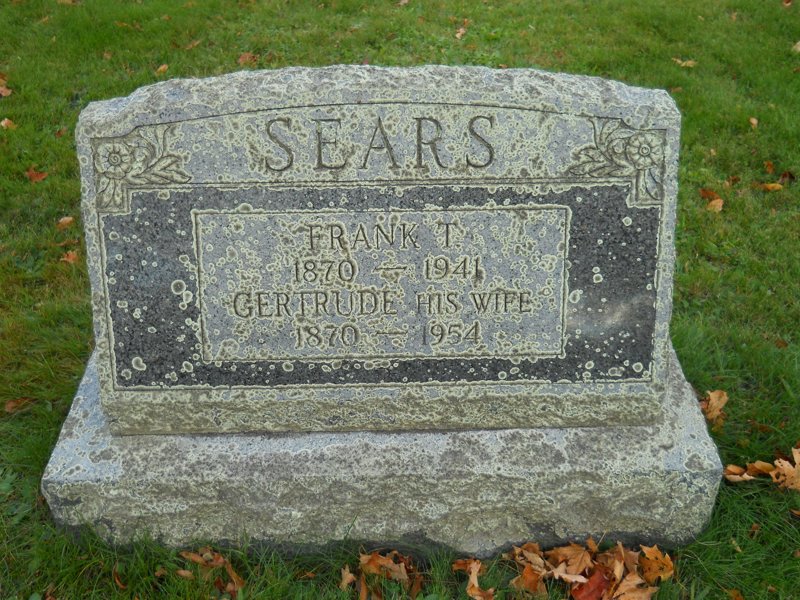 SEARS
FRANK T.
1870 — 1941
GERTRUDE HIS WIFE
1870 — 1954